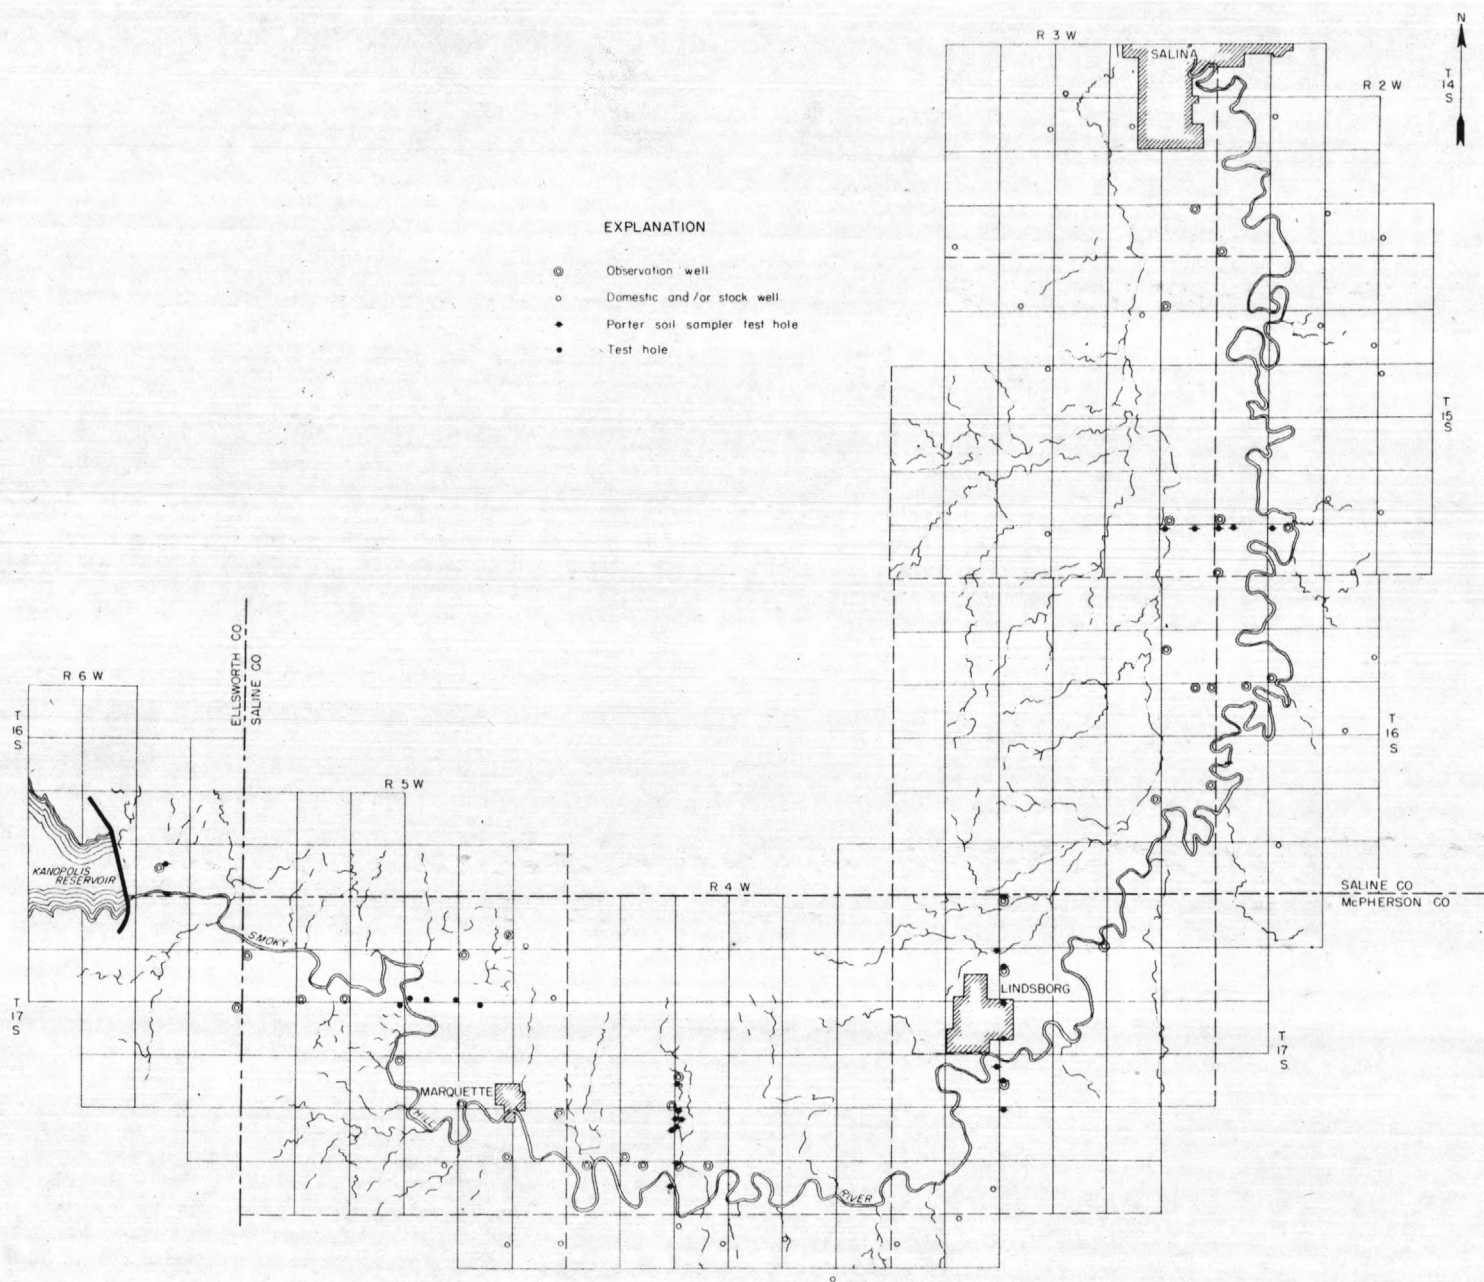 N
R 3 W
SALINA
T
14
S
R 2 W
EXPLANATION
Observation well
Domestic and/or stock well
Porter soil sampler test hole
Test hole
T
15
S
ELLSWORTH CO
SALINE CO
R 6 W
T
16
S
T
16
S
R 5 W
KANOPOLIS
RESERVOIR
R 4 W
SALINE CO
McPHERSON CO
SMOKY
LINDSBORG
T
17
S
T
17
S
MARQUETTE
HILL
RIVER